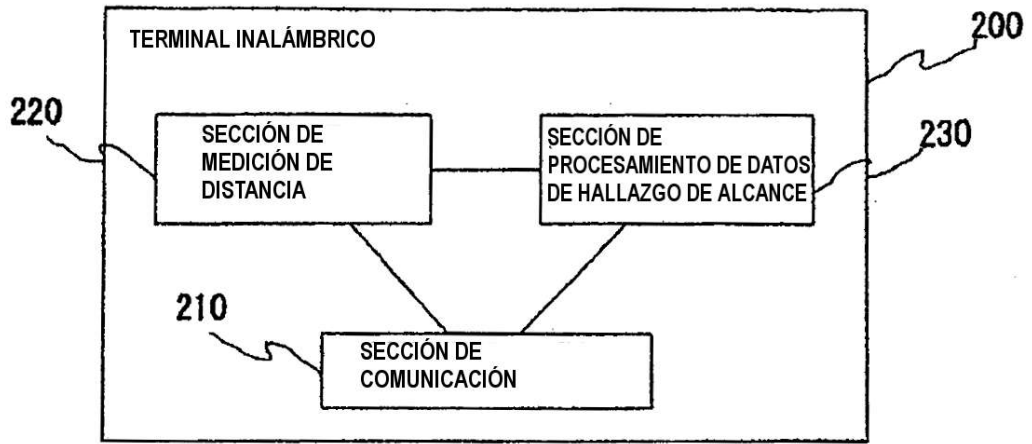 TERMINAL INALÁMBRICO
200
220
SECCIÓN DE
MEDICIÓN DE
DISTANCIA
SECCIÓN DE
PROCESAMIENTO DE DATOS
DE HALLAZGO DE ALCANCE
230
210
SECCIÓN DE
COMUNICACIÓN